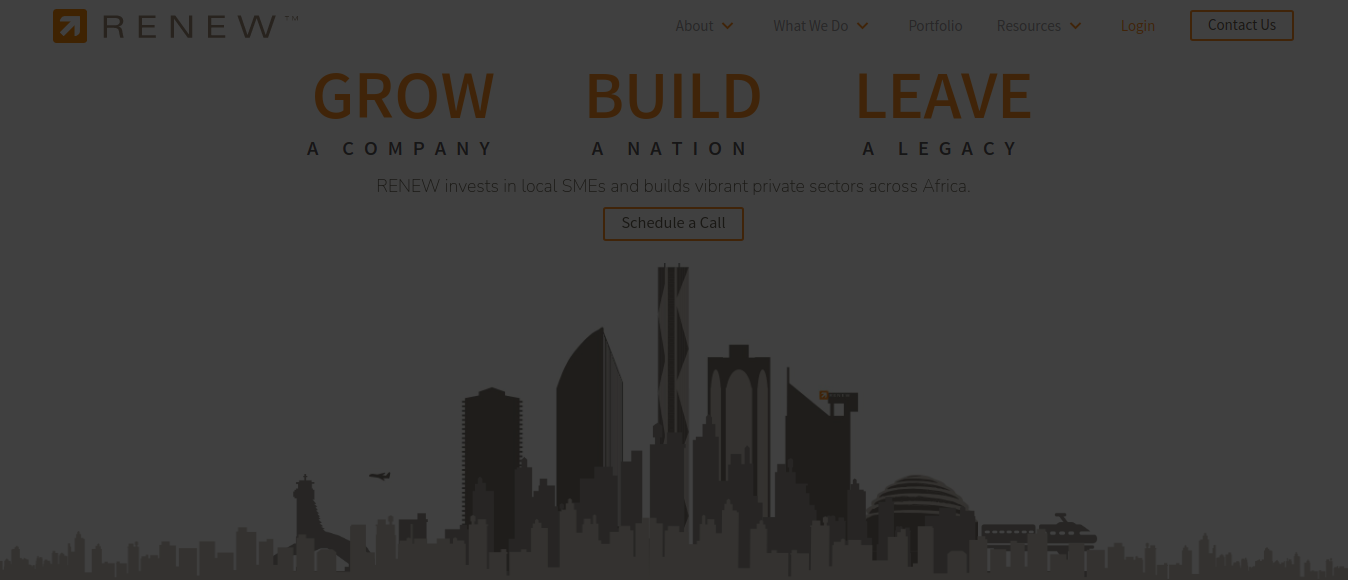 RENEW™
About
What We Do
Portfolio
Resources
Login
Contact Us
GROW BUILD LEAVE
A COMPANY A NATION A LEGACY
RENEW invests in local SMEs and builds vibrant private sectors across Africa.
Schedule a Call